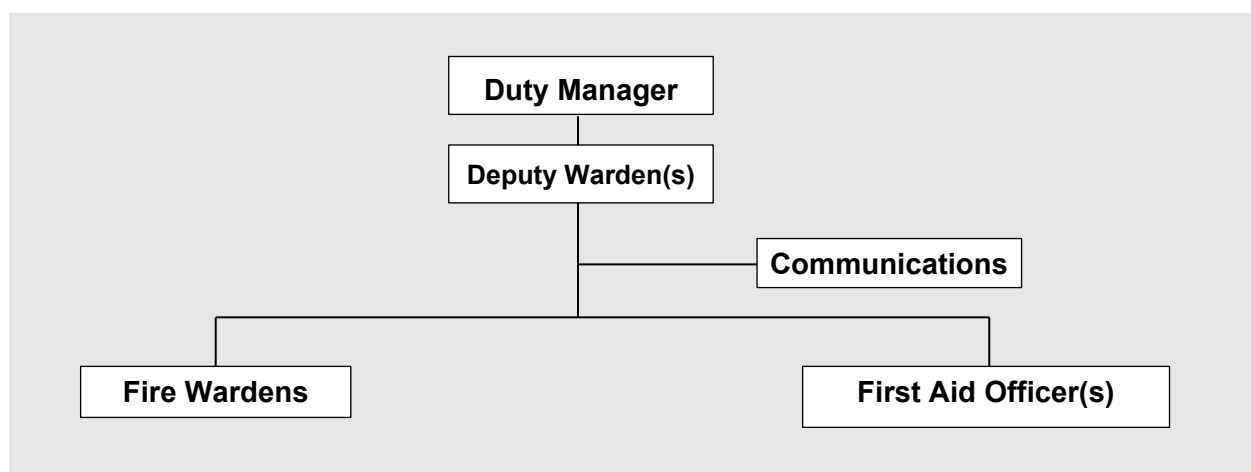 Duty Manager
Deputy Warden(s)
Communications
Fire Wardens
First Aid Officer(s)